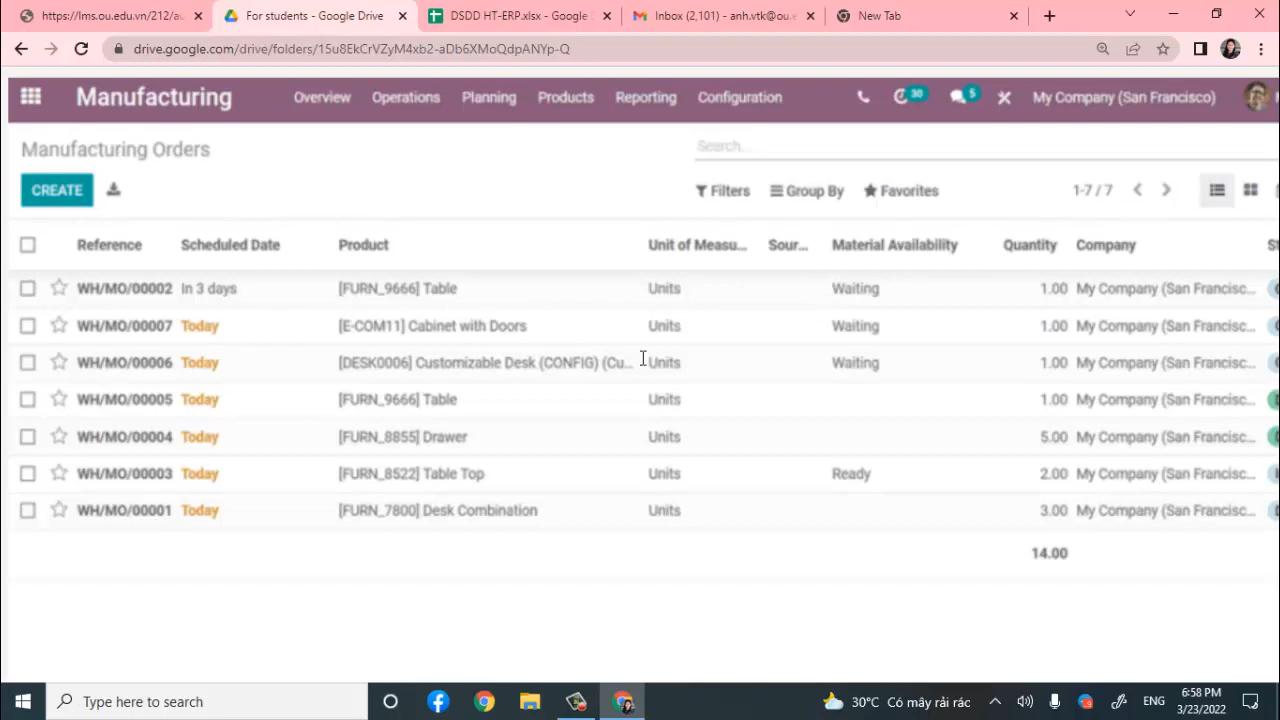 https://lms.ou.edu.vn/212/a For students - Google Drive DSDD HT-ERP.xlsx - Google Inbox (2,101) - anh.vtk@ou.e New Tab
drive.google.com/drive/folders/15u8EkCrVZyM4xb2-aDb6XMoQdpANYp-Q
Manufacturing Overview Operations Planning Products Reporting Configuration 30 5 My Company (San Francisco)
Manufacturing Orders Search...
CREATE Filters Group By Favorites 1-7 / 7
Reference Scheduled Date Product Unit of Measu... Sour... Material Availability Quantity Company
WH/MO/00002 In 3 days [FURN_9666] Table Units Waiting 1.00 My Company (San Francisc...
WH/MO/00007 Today [E-COM11] Cabinet with Doors Units Waiting 1.00 My Company (San Francisc...
WH/MO/00006 Today [DESK0006] Customizable Desk (CONFIG) (Cu... Units Waiting 1.00 My Company (San Francisc...
WH/MO/00005 Today [FURN_9666] Table Units 1.00 My Company (San Francisc...
WH/MO/00004 Today [FURN_8855] Drawer Units 5.00 My Company (San Francisc...
WH/MO/00003 Today [FURN_8522] Table Top Units Ready 2.00 My Company (San Francisc...
WH/MO/00001 Today [FURN_7800] Desk Combination Units 3.00 My Company (San Francisc...
14.00
Type here to search 30°C Có mây rải rác ENG 6:58 PM
3/23/2022